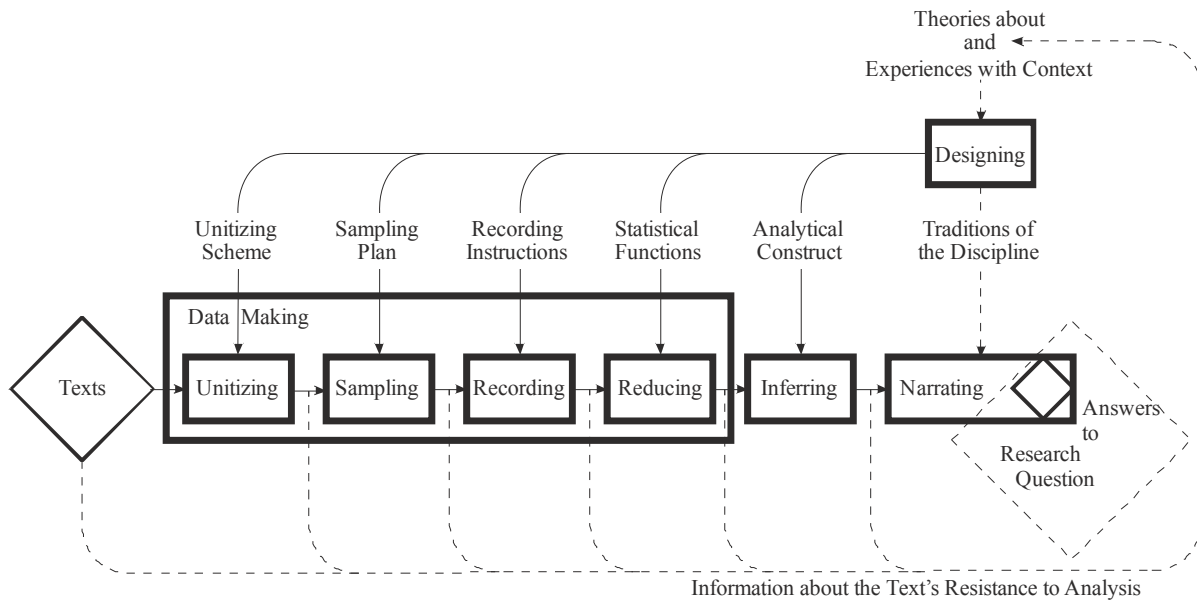 Theories about
and
Experiences with Context
Designing
Unitizing
Scheme
Sampling
Plan
Recording
Instructions
Statistical
Functions
Analytical
Construct
Traditions of
the Discipline
Data Making
Texts
Unitizing
Sampling
Recording
Reducing
Inferring
Narrating
Answers
to
Research
Question
Information about the Text's Resistance to Analysis